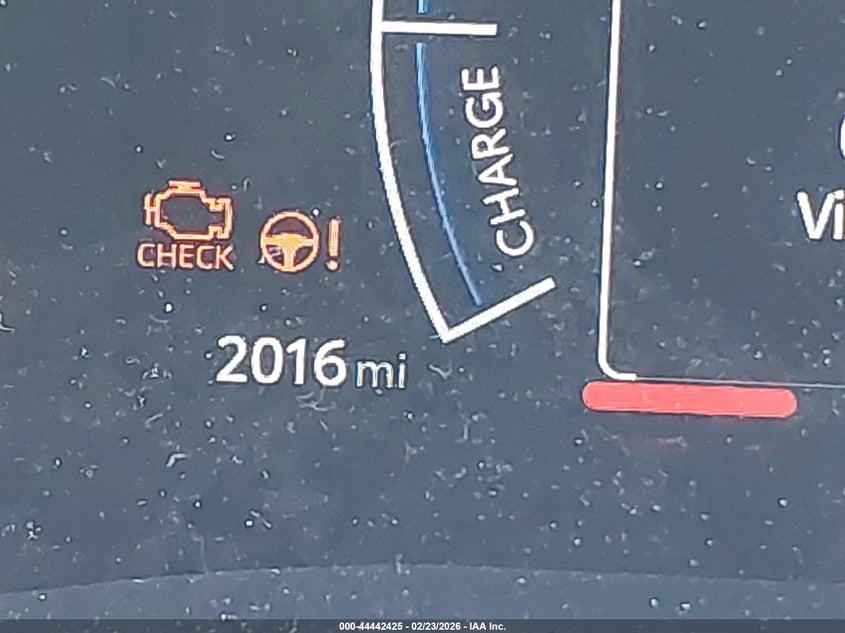 CHARGE
Vi
CHECK
!
2016 mi
000-44442425 - 02/23/2026 - IAA Inc.